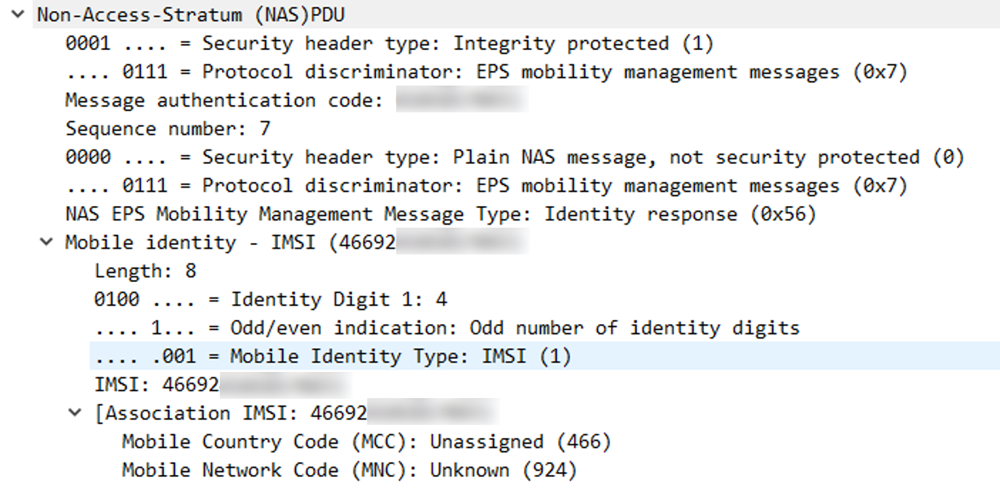 Non-Access-Stratum (NAS)PDU
0001 .... = Security header type: Integrity protected (1)
.... 0111 = Protocol discriminator: EPS mobility management messages (0x7)
Message authentication code:
Sequence number: 7
0000 .... = Security header type: Plain NAS message, not security protected (0)
.... 0111 = Protocol discriminator: EPS mobility management messages (0x7)
NAS EPS Mobility Management Message Type: Identity response (0x56)
Mobile identity - IMSI (46692
Length: 8
0100 .... = Identity Digit 1: 4
.... 1... = Odd/even indication: Odd number of identity digits
.... .001 = Mobile Identity Type: IMSI (1)
IMSI: 46692
[Association IMSI: 46692
Mobile Country Code (MCC): Unassigned (466)
Mobile Network Code (MNC): Unknown (924)